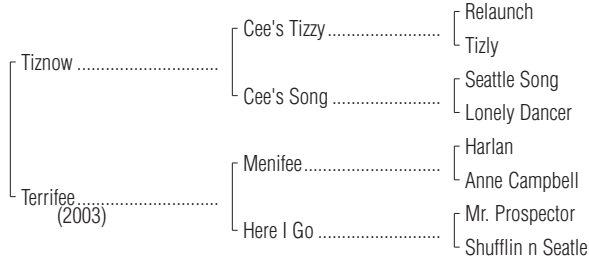 Relaunch
Cee's Tizzy
Tizly
Tiznow
Seattle Song
Cee's Song
Lonely Dancer
Harlan
Menifee
Anne Campbell
Terrifee
(2003)
Mr. Prospector
Here I Go
Shufflin n Seatle